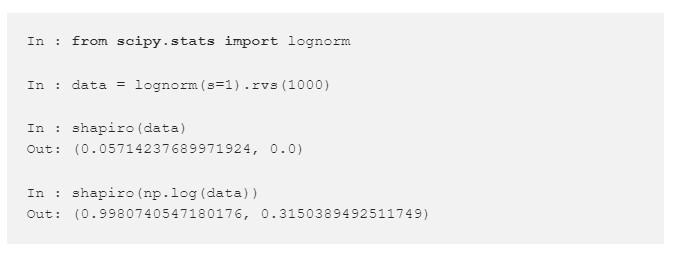 In : from scipy.stats import lognorm
In : data = lognorm(s=1).rvs(1000)
In : shapiro(data)
Out: (0.05714237689971924, 0.0)
In : shapiro(np.log(data))
Out: (0.9980740547180176, 0.3150389492511749)